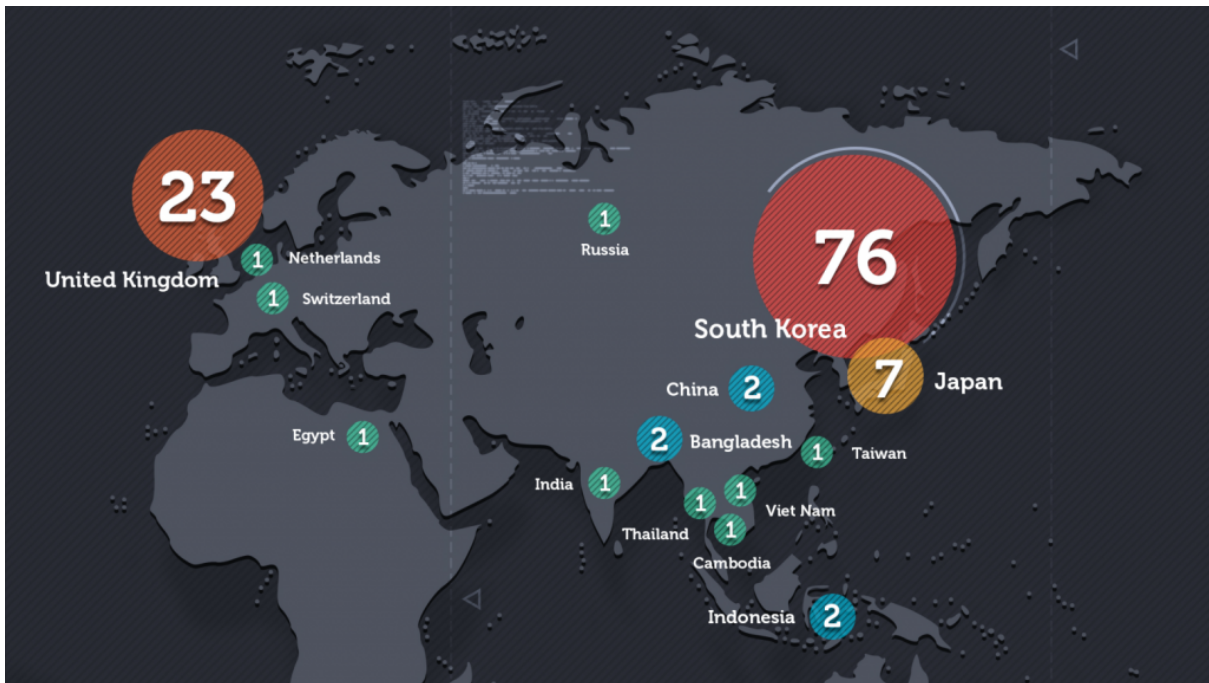 23
United Kingdom
1 Netherlands
1 Switzerland
1
Russia
76
South Korea
7 Japan
China 2
2 Bangladesh
Egypt 1
1 Taiwan
India 1
1
Thailand
1
Viet Nam
1
Cambodia
Indonesia 2